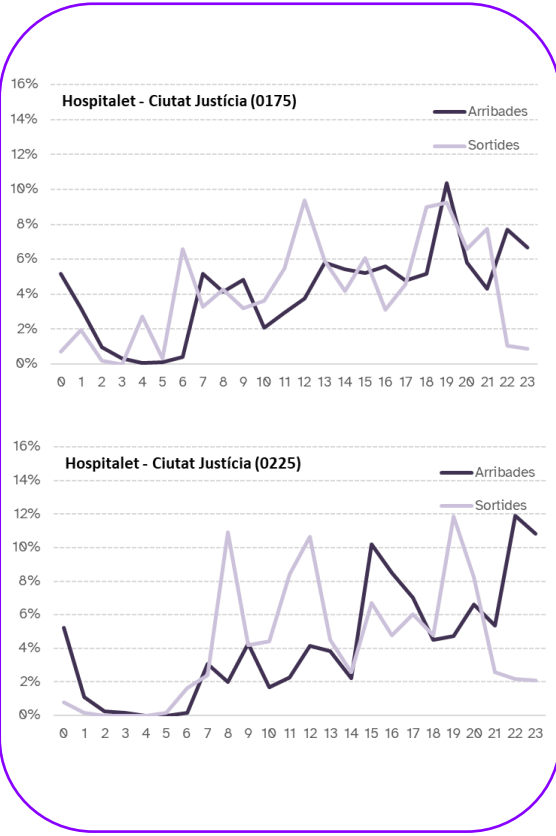 16%
Hospitalet - Ciutat Justícia (0175)
Arribades
14%
Sortides
12%
10%
8%
6%
4%
2%
0%
0 1 2 3 4 5 6 7 8 9 10 11 12 13 14 15 16 17 18 19 20 21 22 23
16%
Hospitalet - Ciutat Justícia (0225)
Arribades
14%
Sortides
12%
10%
8%
6%
4%
2%
0%
0 1 2 3 4 5 6 7 8 9 10 11 12 13 14 15 16 17 18 19 20 21 22 23